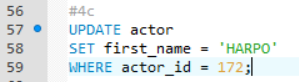 56 #4c
57 UPDATE actor
58 SET first_name = 'HARPO'
59 WHERE actor_id = 172;